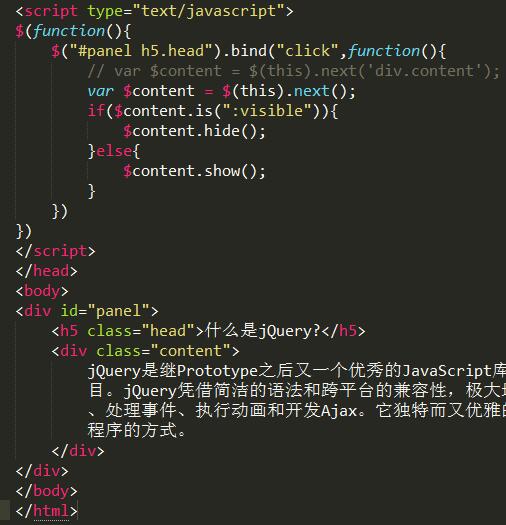 <script type="text/javascript">
$(function(){
    $("#panel h5.head").bind("click",function(){
        // var $content = $(this).next('div.content');
        var $content = $(this).next();
        if($content.is(":visible")){
            $content.hide();
        }else{
            $content.show();
        }
    })
})
</script>
</head>
<body>
<div id="panel">
    <h5 class="head">什么是jQuery?</h5>
    <div class="content">
        jQuery是继Prototype之后又一个优秀的JavaScript库
        目。jQuery凭借简洁的语法和跨平台的兼容性，极大
        、处理事件、执行动画和开发Ajax。它独特而又优雅的
        程序的方式。
    </div>
</div>
</body>
</html>